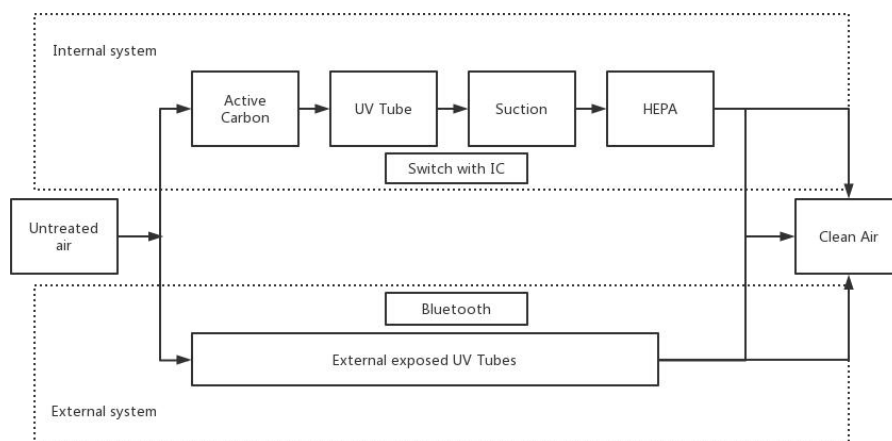 Internal system
Active
Carbon
UV Tube
Suction
HEPA
Switch with IC
Untreated
air
Clean Air
Bluetooth
External exposed UV Tubes
External system